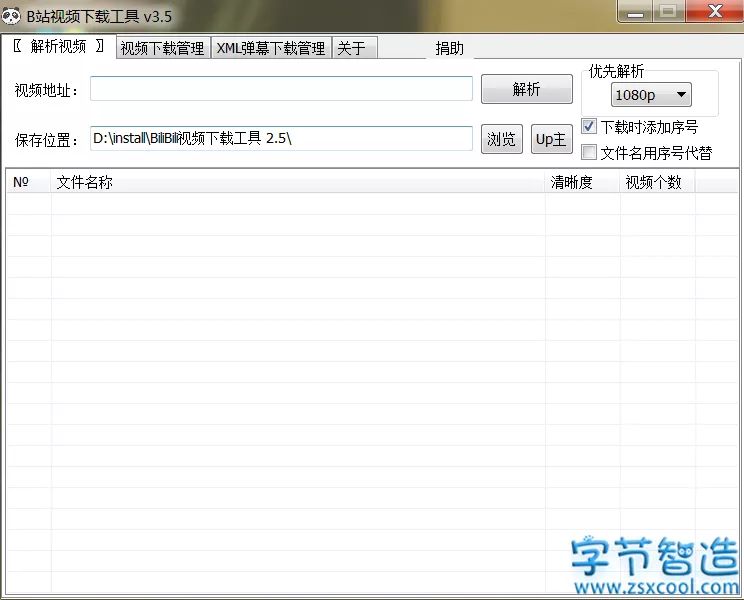 B站视频下载工具 v3.5
〖 解析视频 〗 视频下载管理 XML弹幕下载管理 关于 捐助
视频地址： 解析 优先解析
1080p
保存位置： D:\install\BiliBili视频下载工具 2.5\ 浏览 Up主 下载时添加序号
文件名用序号代替
№ 文件名称 清晰度 视频个数
字节智造
www.zsxcool.com